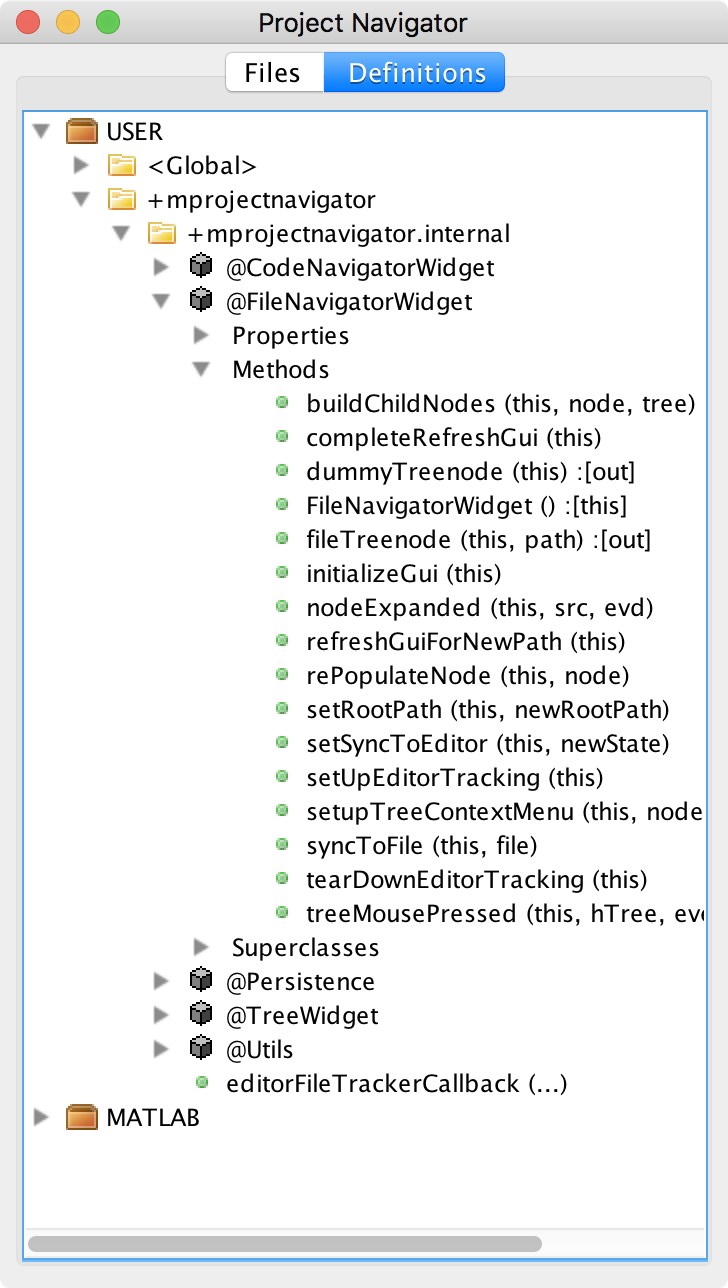 Project Navigator
Files
Definitions
USER
<Global>
+mprojectnavigator
+mprojectnavigator.internal
@CodeNavigatorWidget
@FileNavigatorWidget
Properties
Methods
buildChildNodes (this, node, tree)
completeRefreshGui (this)
dummyTreenode (this) :[out]
FileNavigatorWidget () :[this]
fileTreenode (this, path) :[out]
initializeGui (this)
nodeExpanded (this, src, evd)
refreshGuiForNewPath (this)
rePopulateNode (this, node)
setRootPath (this, newRootPath)
setSyncToEditor (this, newState)
setUpEditorTracking (this)
setupTreeContextMenu (this, node
syncToFile (this, file)
tearDownEditorTracking (this)
treeMousePressed (this, hTree,
Superclasses
@Persistence
@TreeWidget
@Utils
editorFileTrackerCallback (...)
MATLAB